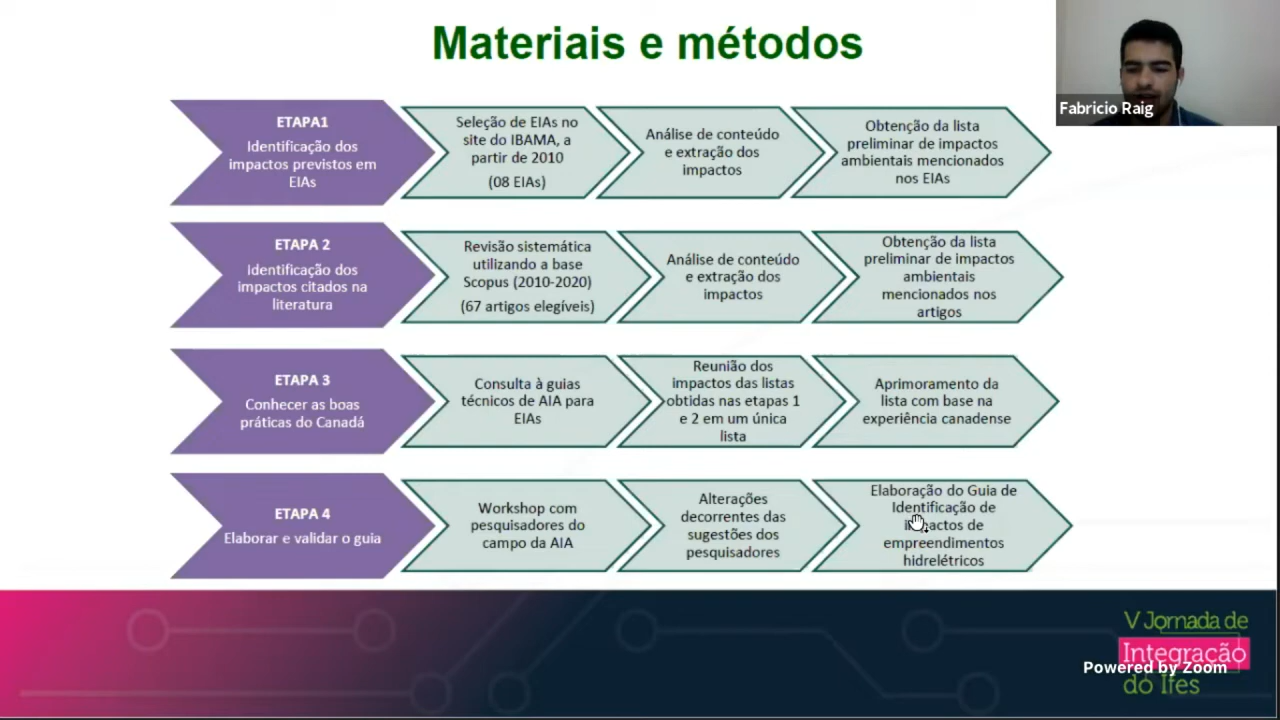 Materiais e métodos
Fabricio Raig
ETAPA1
Identificação dos
impactos previstos em
EIAs
Seleção de EIAs no
site do IBAMA, a
partir de 2010
(08 EIAs)
Análise de conteúdo
e extração dos
impactos
Obtenção da lista
preliminar de impactos
ambientais mencionados
nos EIAs
ETAPA 2
Identificação dos
impactos citados na
literatura
Revisão sistemática
utilizando a base
Scopus (2010-2020)
(67 artigos elegíveis)
Análise de conteúdo
e extração dos
impactos
Obtenção da lista
preliminar de impactos
ambientais
mencionados nos
artigos
ETAPA 3
Conhecer as boas
práticas do Canadá
Consulta à guias
técnicos de AIA para
EIAs
Reunião dos
impactos das listas
obtidas nas etapas 1
e 2 em um única
lista
Aprimoramento da
lista com base na
experiência canadense
ETAPA 4
Elaborar e validar o guia
Workshop com
pesquisadores do
campo da AIA
Alterações
decorrentes das
sugestões dos
pesquisadores
Elaboração do Guia de
Identificação de
impactos de
empreendimentos
hidrelétricos
V Jornada de
Integração
do Ifes
Powered by Zoom